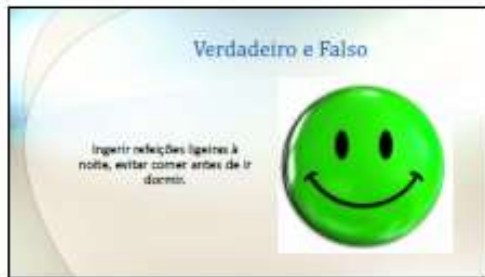 Verdadeiro e Falso
Ingerir refeições ligeiras à
noite, evitar comer antes de ir
dormir.